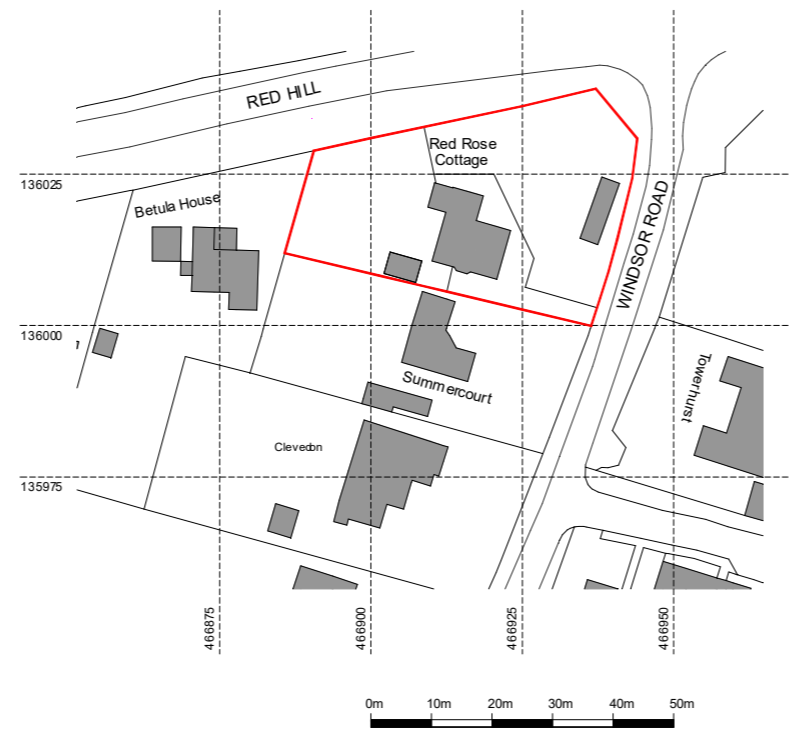 RED HILL
Red Rose
Cottage
136025
Betula House
WINDSOR ROAD
136000
Summercourt
Towerhurst
Clevedon
135975
466875
466900
466925
466950
0m 10m 20m 30m 40m 50m